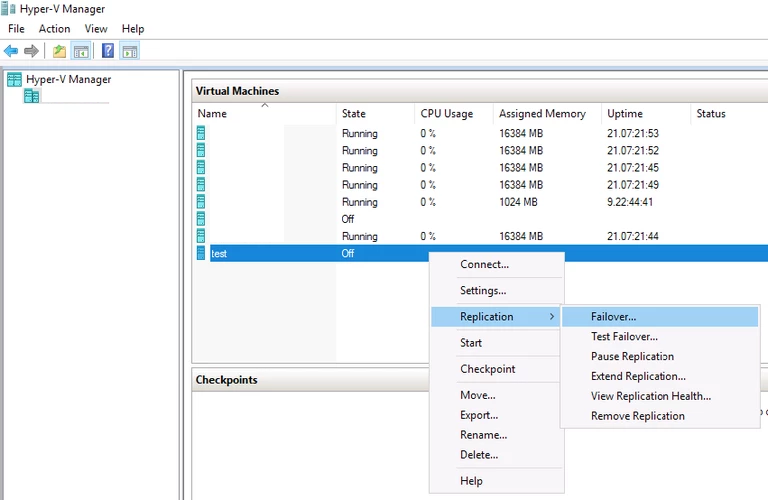 Hyper-V Manager
File Action View Help
Hyper-V Manager
Virtual Machines
Name State CPU Usage Assigned Memory Uptime Status
Running 0 % 16384 MB 21.07:21:53
Running 0 % 16384 MB 21.07:21:52
Running 0 % 16384 MB 21.07:21:45
Running 0 % 16384 MB 21.07:21:49
Running 0 % 1024 MB 9.22:44:41
Off
Running 0 % 16384 MB 21.07:21:44
test Off
Connect...
Settings...
Replication
Start
Checkpoint
Move...
Export...
Rename...
Delete...
Help
Failover...
Test Failover...
Pause Replication
Extend Replication...
View Replication Health...
Remove Replication
Checkpoints